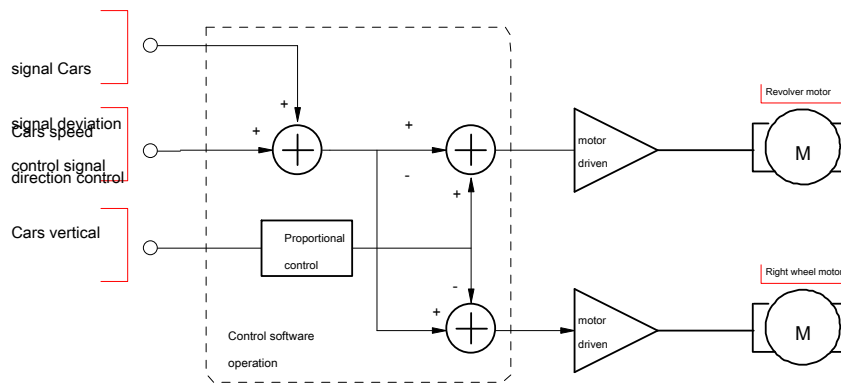 signal Cars
signal deviation
Cars speed
control signal
direction control
Cars vertical
+
+
+
-
+
Proportional
control
-
+
Control software
operation
motor
driven
Revolver motor
M
motor
driven
Right wheel motor
M